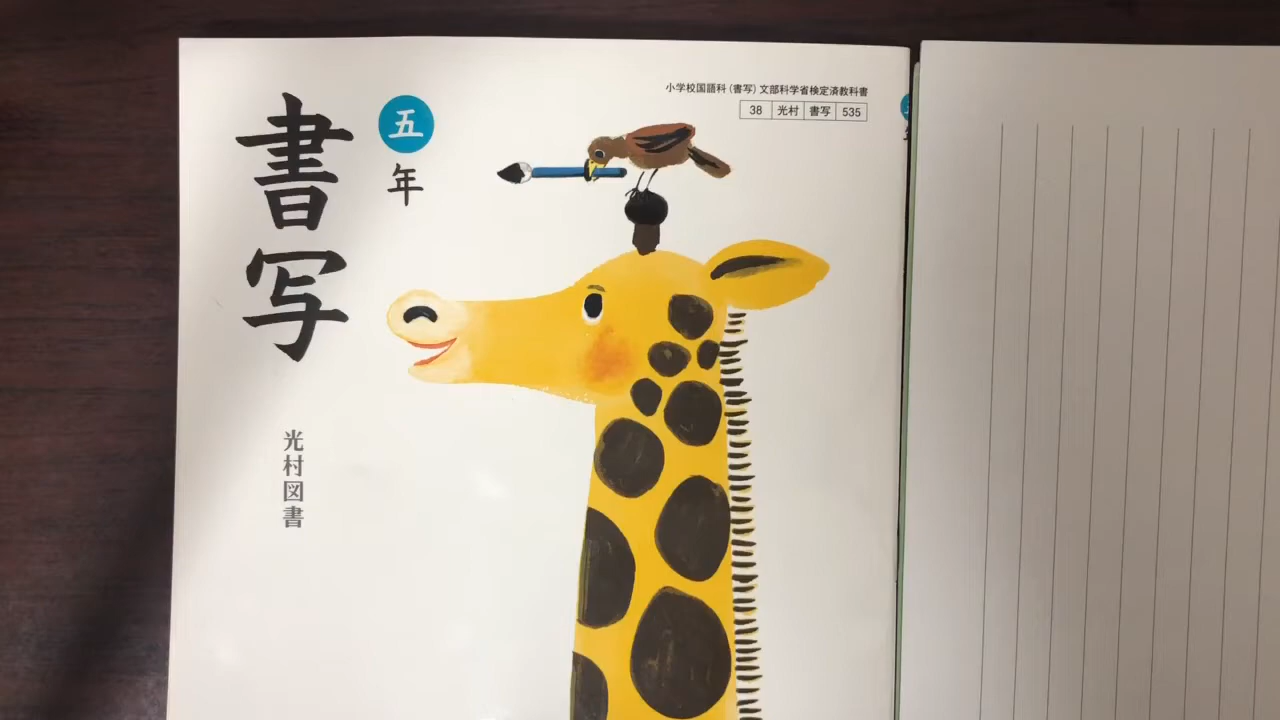 書写
五年
光村図書
小学校国語科(書写)文部科学省検定済教科書
38 光村 書写 535